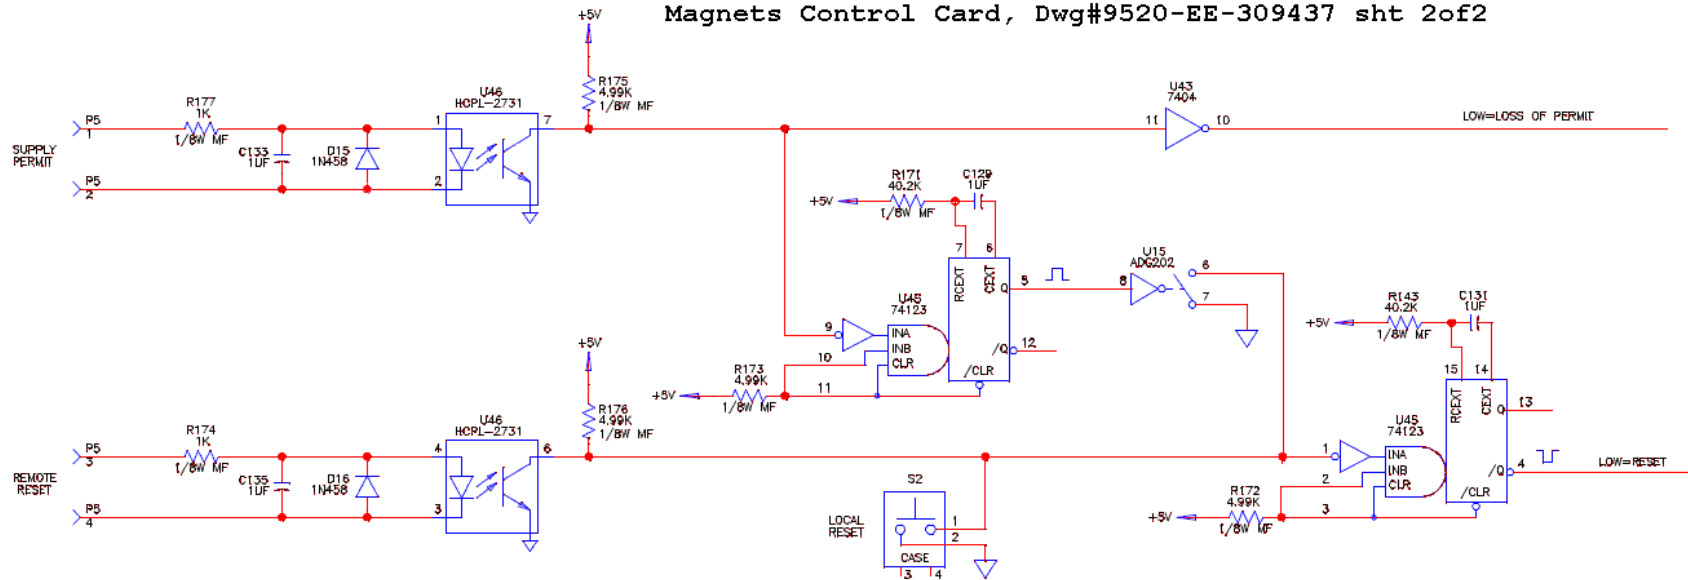 Magnets Control Card, Dwg#9520-EE-309437 sht 2of2
+5V
R175
4.99K
1/8W MF
U46
HCPL-2731
R177
1K
1/8W MF
P5
1
SUPPLY
PERMIT
P5
2
C133
1UF
D15
1N458
1
2
7
U43
7404
11
10
LOW=LOSS OF PERMIT
R171
40.2K
1/8W MF
+5V
C129
1UF
7
6
RCEXT
CEXT
Q
5
/Q
12
/CLR
U45
74123
9
INA
INB
CLR
10
11
R173
4.99K
1/8W MF
+5V
U15
ADG202
8
6
7
R143
40.2K
1/8W MF
+5V
C131
1UF
15
14
RCEXT
CEXT
Q
13
/Q
4
/CLR
LOW=RESET
U45
74123
1
INA
INB
CLR
2
3
R172
4.99K
1/8W MF
+5V
+5V
R176
4.99K
1/8W MF
U46
HCPL-2731
R174
1K
1/8W MF
P5
3
REMOTE
RESET
P5
4
C135
1UF
D16
1N458
4
3
6
S2
LOCAL
RESET
1
2
CASE
3
4